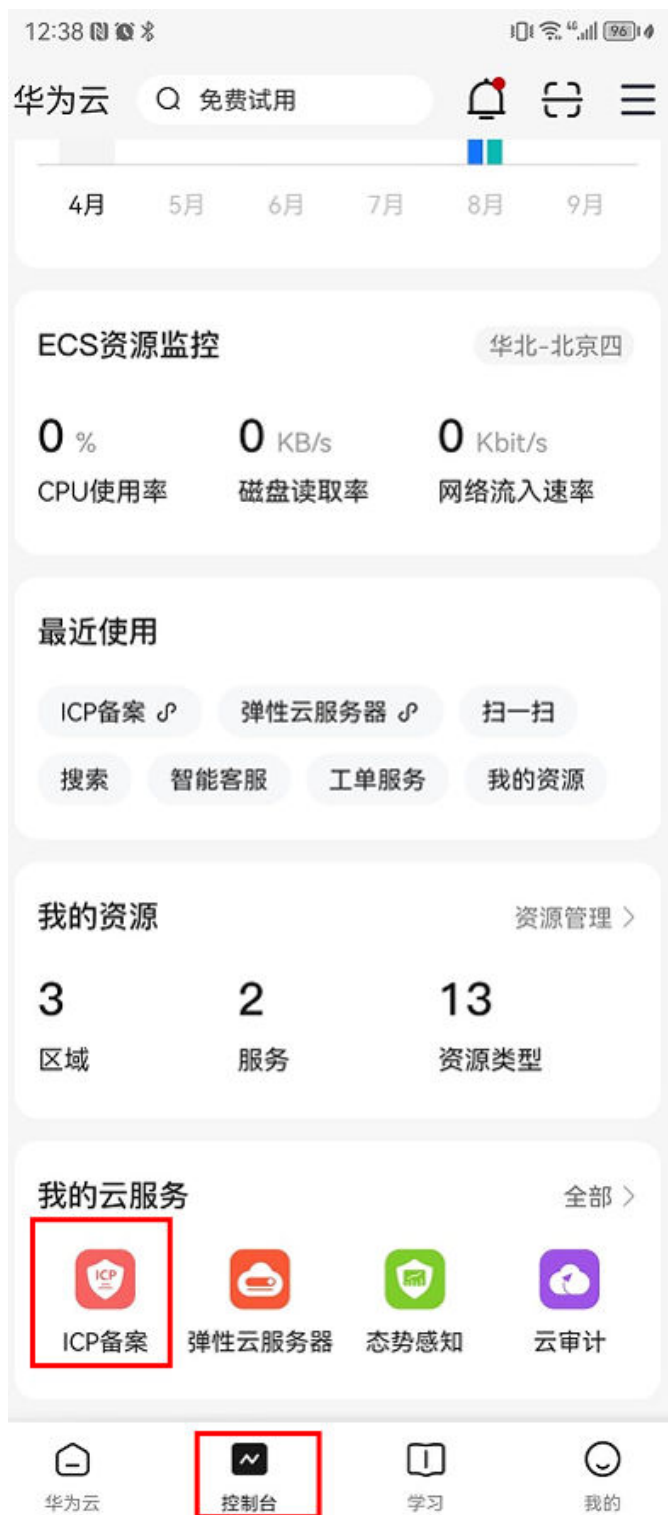 12:38
46
96
华为云
免费试用
4月 5月 6月 7月 8月 9月
ECS资源监控
华北-北京四
0 % 0 KB/s 0 Kbit/s
CPU使用率 磁盘读取率 网络流入速率
最近使用
ICP备案 弹性云服务器 扫一扫
搜索 智能客服 工单服务 我的资源
我的资源
资源管理
3 2 13
区域 服务 资源类型
我的云服务
全部
ICP
ICP备案 弹性云服务器 态势感知 云审计
华为云 控制台 学习 我的